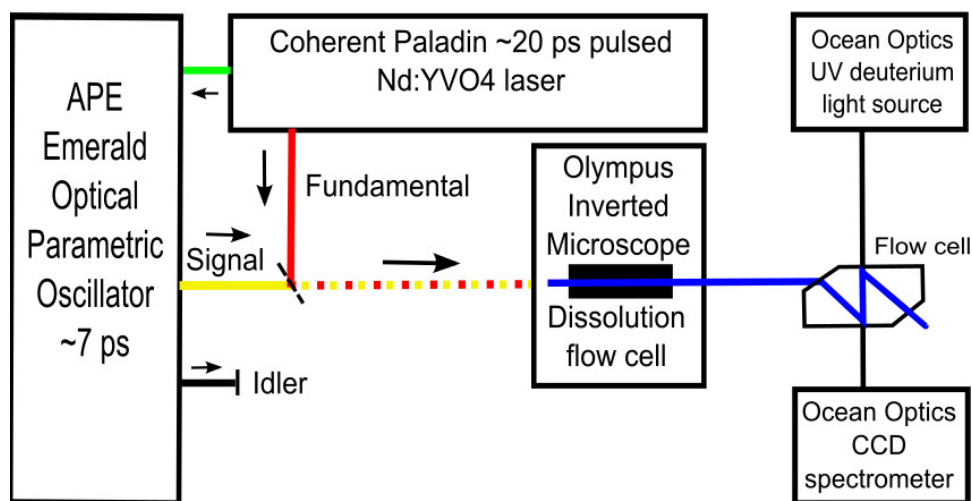 APE
Emerald
Optical
Parametric
Oscillator
~7 ps
Coherent Paladin ~20 ps pulsed
Nd:YVO4 laser
Fundamental
Signal
Idler
Olympus
Inverted
Microscope
Dissolution
flow cell
Ocean Optics
UV deuterium
light source
Flow cell
Ocean Optics
CCD
spectrometer